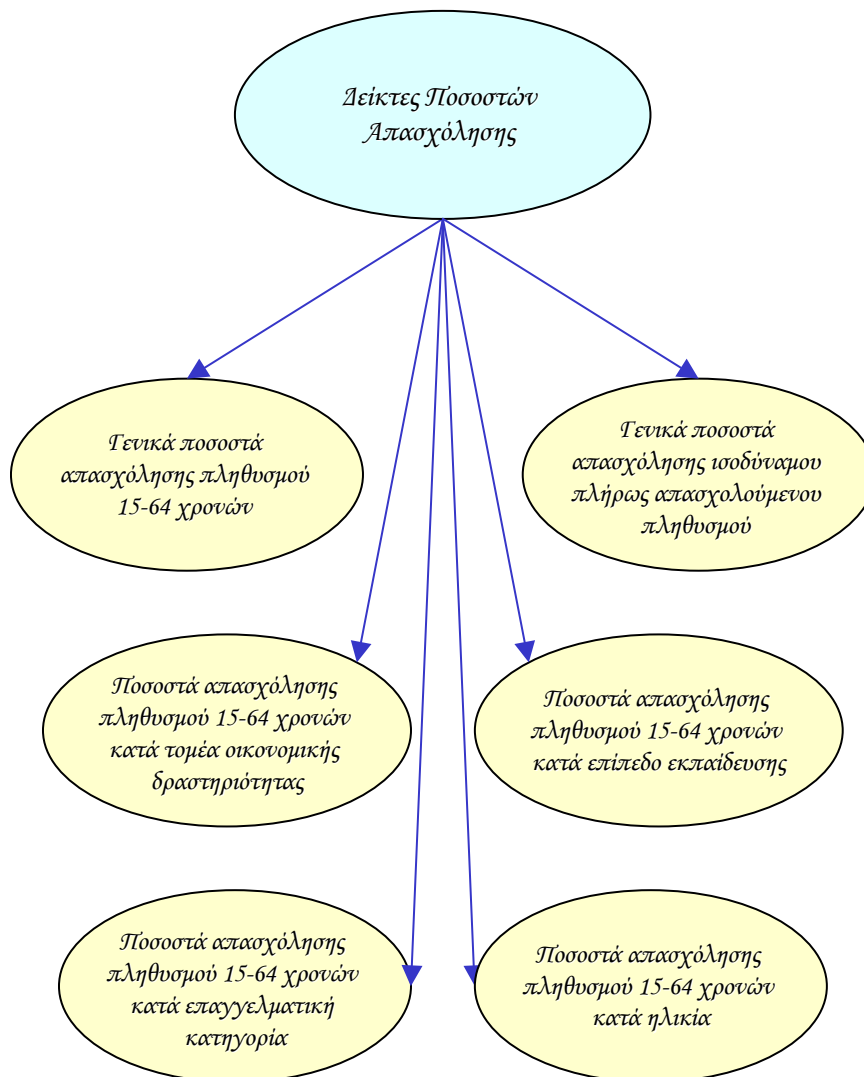 Δείκτες Ποσοστών
Απασχόλησης
Γενικά ποσοστά
απασχόλησης πληθυσμού
15-64 χρονών
Γενικά ποσοστά
απασχόλησης ισοδύναμου
πλήρως απασχολούμενου
πληθυσμού
Ποσοστά απασχόλησης
πληθυσμού 15-64 χρονών
κατά τομέα οικονομικής
δραστηριότητας
Ποσοστά απασχόλησης
πληθυσμού 15-64 χρονών
κατά επίπεδο εκπαίδευσης
Ποσοστά απασχόλησης
πληθυσμού 15-64 χρονών
κατά επαγγελματική
κατηγορία
Ποσοστά απασχόλησης
πληθυσμού 15-64 χρονών
κατά ηλικία